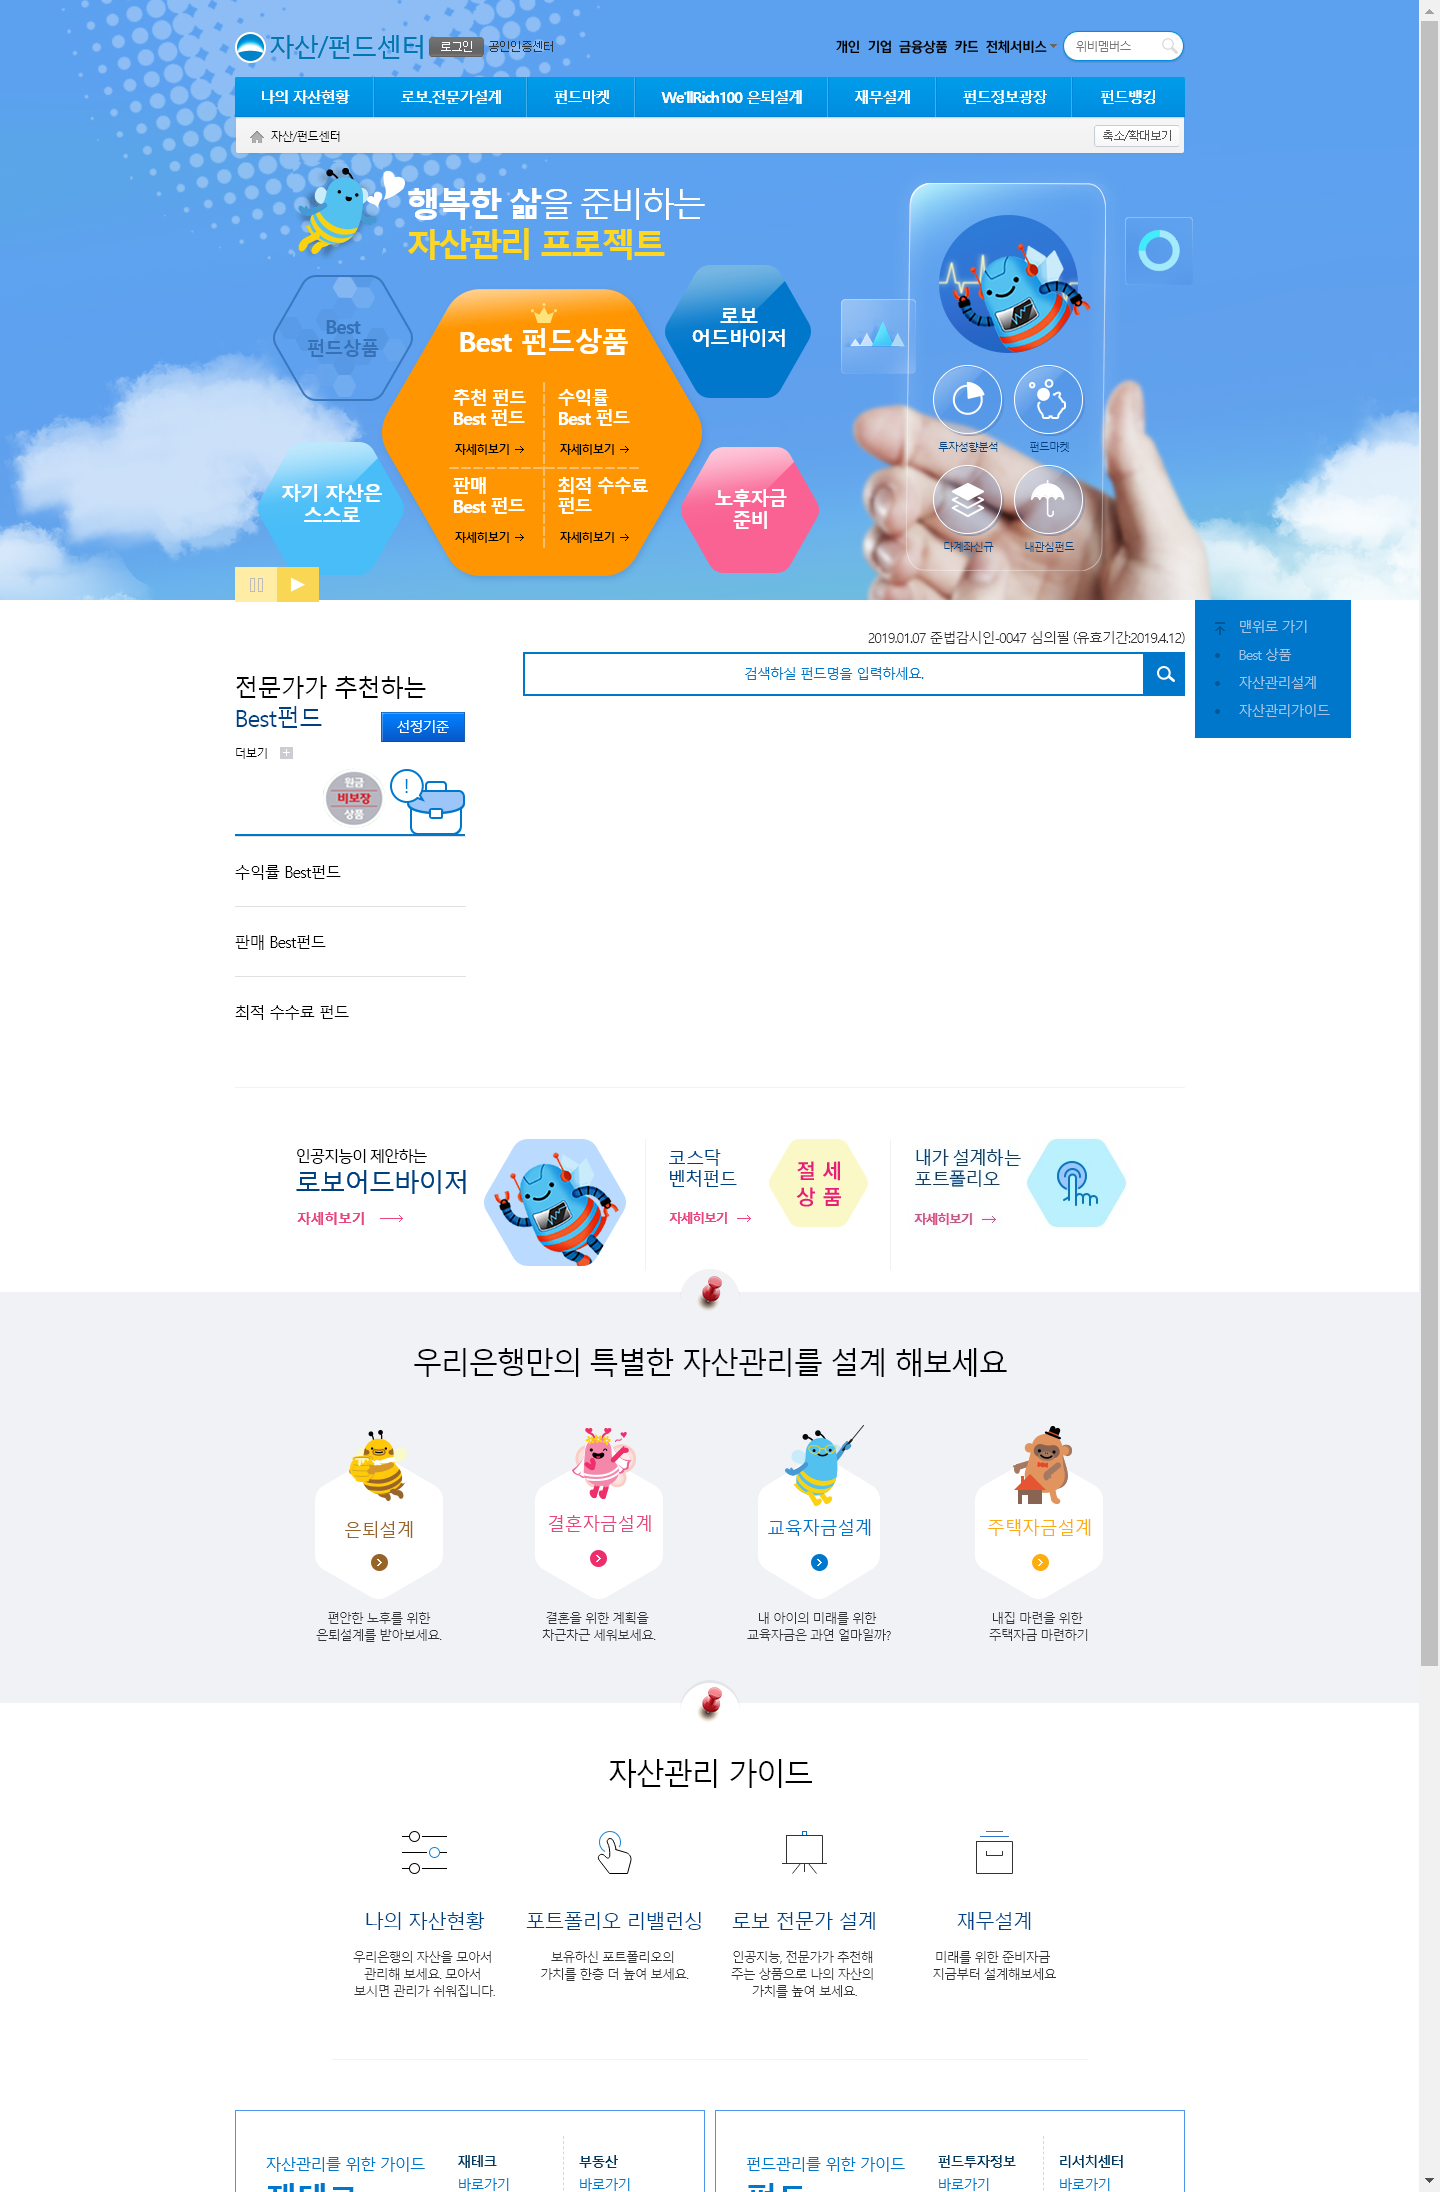 자산/펀드센터 로그인 공인인증센터
개인 기업 금융상품 카드 전체서비스 위비멤버스
나의 자산현황 로보.전문가설계 펀드마켓 We'llRich100 은퇴설계 재무설계 펀드정보광장 펀드뱅킹
자산/펀드센터 축소/확대보기
행복한 삶을 준비하는
자산관리 프로젝트
Best
펀드상품
Best 펀드상품
추천 펀드
Best 펀드
자세히보기
수익률
Best 펀드
자세히보기
판매
Best 펀드
자세히보기
최적 수수료
펀드
자세히보기
로보
어드바이저
자기 자산은
스스로
노후자금
준비
투자성향분석 펀드마켓
다계좌신규 내관심펀드
맨위로 가기
Best 상품
자산관리설계
자산관리가이드
2019.01.07 준법감시인-0047 심의필 (유효기간:2019.4.12)
검색하실 펀드명을 입력하세요.
전문가가 추천하는
Best펀드
선정기준
더보기
원금
비보장
상품
수익률 Best펀드
판매 Best펀드
최적 수수료 펀드
인공지능이 제안하는
로보어드바이저
자세히보기
코스닥
벤처펀드
자세히보기
절 세
상 품
내가 설계하는
포트폴리오
자세히보기
우리은행만의 특별한 자산관리를 설계 해보세요
은퇴설계
편안한 노후를 위한
은퇴설계를 받아보세요.
결혼자금설계
결혼을 위한 계획을
차근차근 세워보세요.
교육자금설계
내 아이의 미래를 위한
교육자금은 과연 얼마일까?
주택자금설계
내집 마련을 위한
주택자금 마련하기
자산관리 가이드
나의 자산현황
우리은행의 자산을 모아서
관리해 보세요. 모아서
보시면 관리가 쉬워집니다.
포트폴리오 리밸런싱
보유하신 포트폴리오의
가치를 한층 더 높여 보세요.
로보 전문가 설계
인공지능, 전문가가 추천해
주는 상품으로 나의 자산의
가치를 높여 보세요.
재무설계
미래를 위한 준비자금
지금부터 설계해보세요
자산관리를 위한 가이드
재테크
바로가기
부동산
바로가기
펀드관리를 위한 가이드
펀드투자정보
바로가기
리서치센터
바로가기